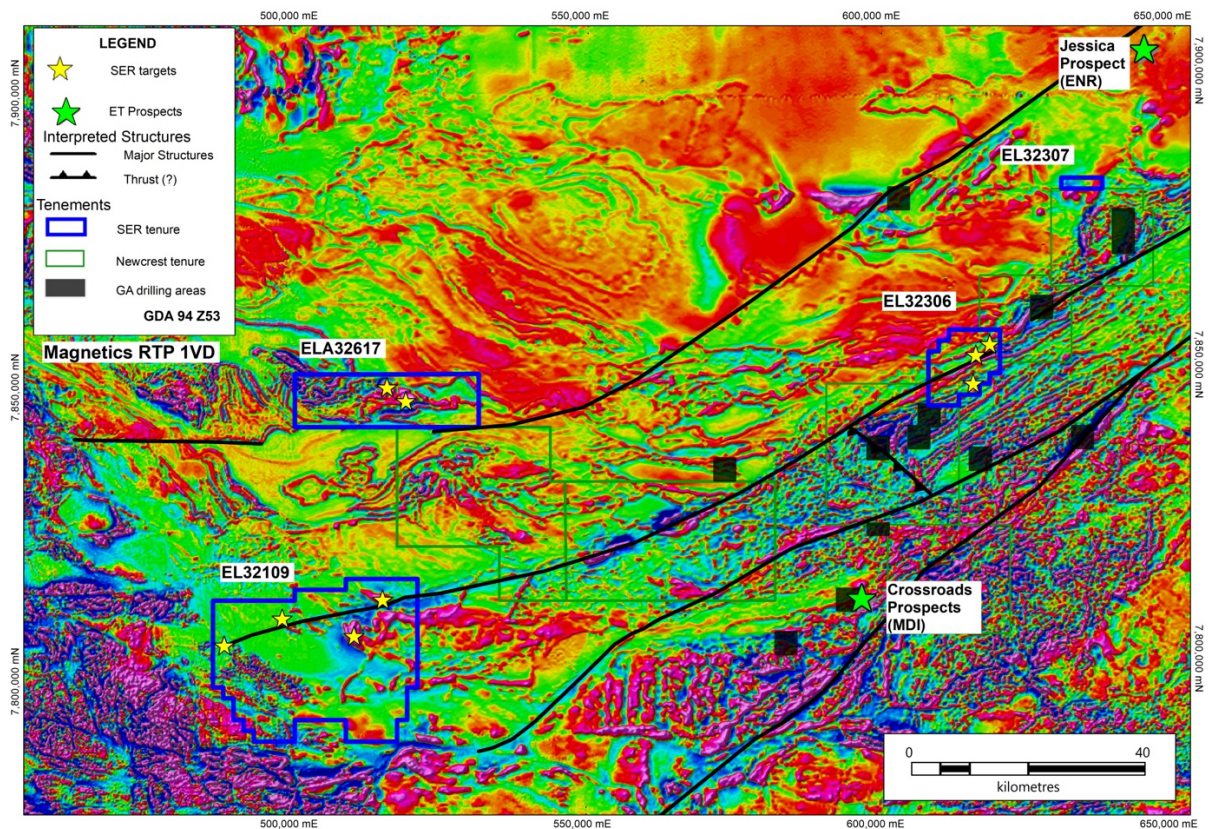 500,000 mE
550,000 mE
600,000 mE
650,000 mE
LEGEND
SER targets
ET Prospects
Interpreted Structures
Major Structures
Thrust (?)
Tenements
SER tenure
Newcrest tenure
GA drilling areas
GDA 94 Z53
Magnetics RTP 1VD
7,900,000 mN
7,850,000 mN
7,800,000 mN
Jessica
Prospect
(ENR)
7,900,000 mN
EL32307
EL32306
ELA32617
7,850,000 mN
EL32109
Crossroads
Prospects
(MDI)
7,800,000 mN
0
40
kilometres
500,000 mE
550,000 mE
600,000 mE
650,000 mE